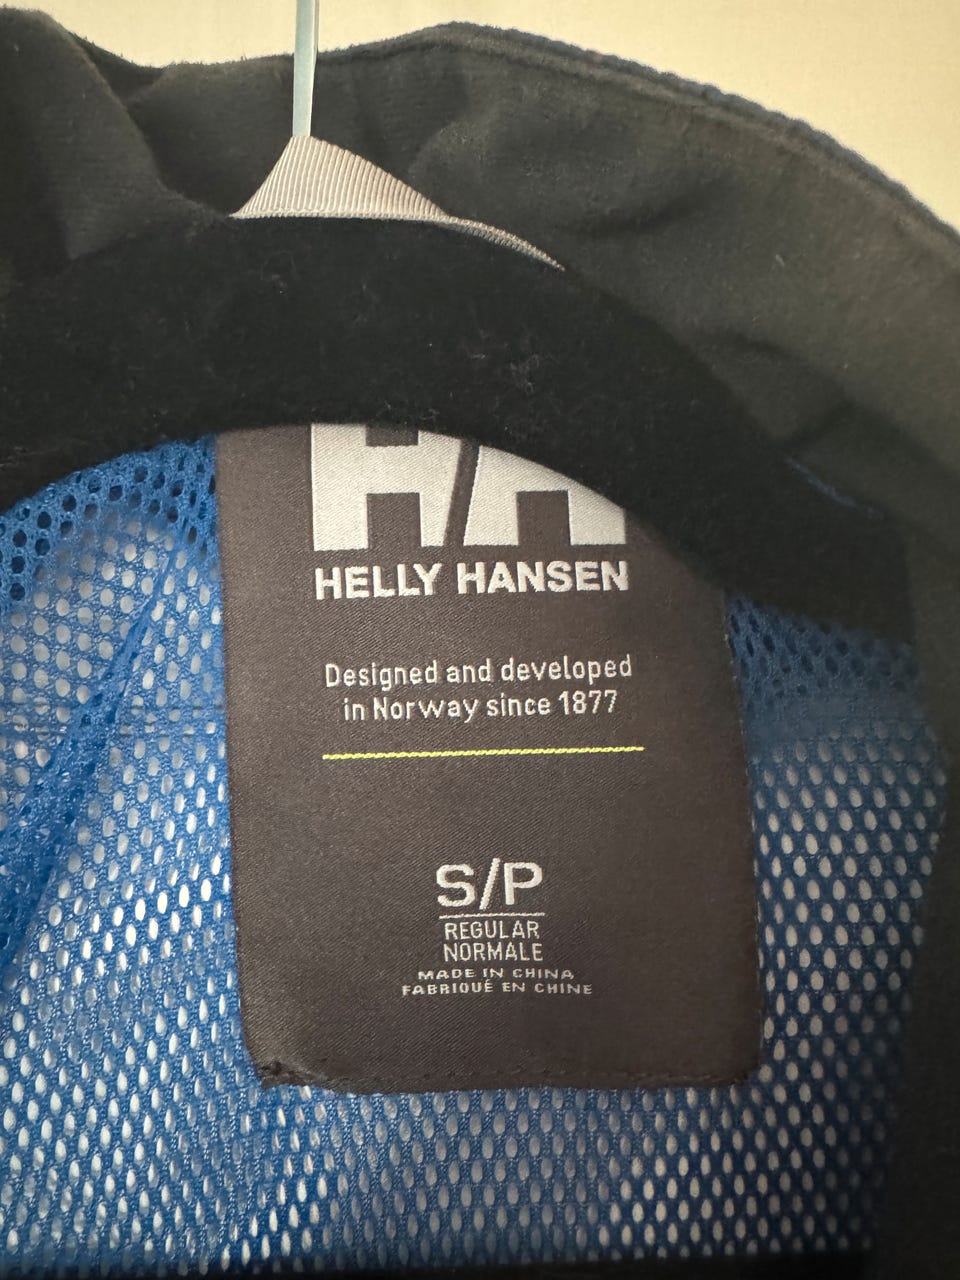 HH
HELLY HANSEN
Designed and developed
in Norway since 1877
S/P
REGULAR
NORMALE
MADE IN CHINA
FABRIQUÉ EN CHINE